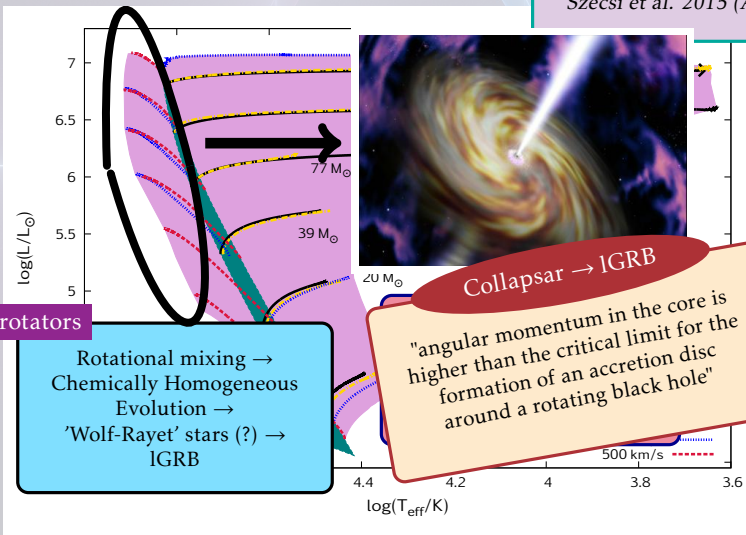 Szécsi et al. 2015 (A
7
6.5
6
5.5
5
log(L/L⊙)
77 M⊙
39 M⊙
20 M⊙
rotators
Rotational mixing →
Chemically Homogeneous
Evolution →
'Wolf-Rayet' stars (?) →
lGRB
Collapsar → lGRB
"angular momentum in the core is
higher than the critical limit for the
formation of an accretion disc
around a rotating black hole"
500 km/s
4.4 4.2 4 3.8 3.6
log(Teff/K)